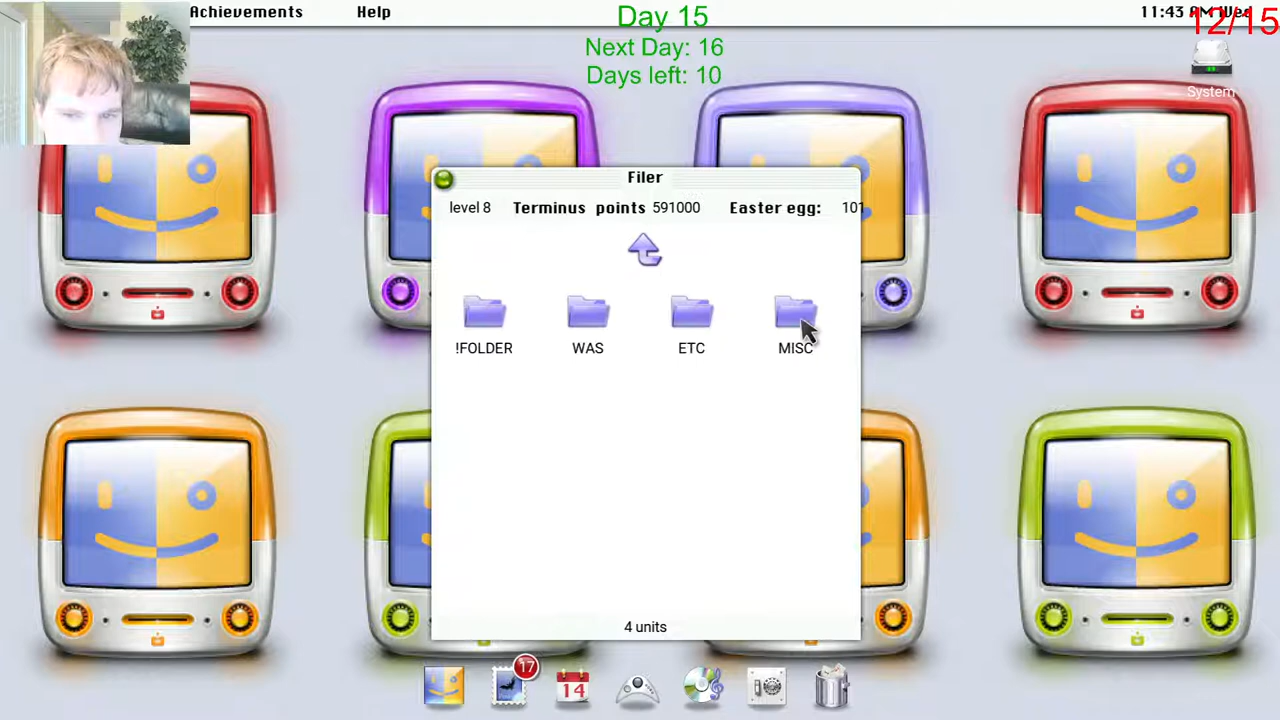 Achievements Help
Day 15
11:43 AM Wed
12/15
Next Day: 16
Days left: 10
System
Filer
level 8 Terminus points 591000 Easter egg: 101
!FOLDER WAS ETC MISC
4 units
17
14